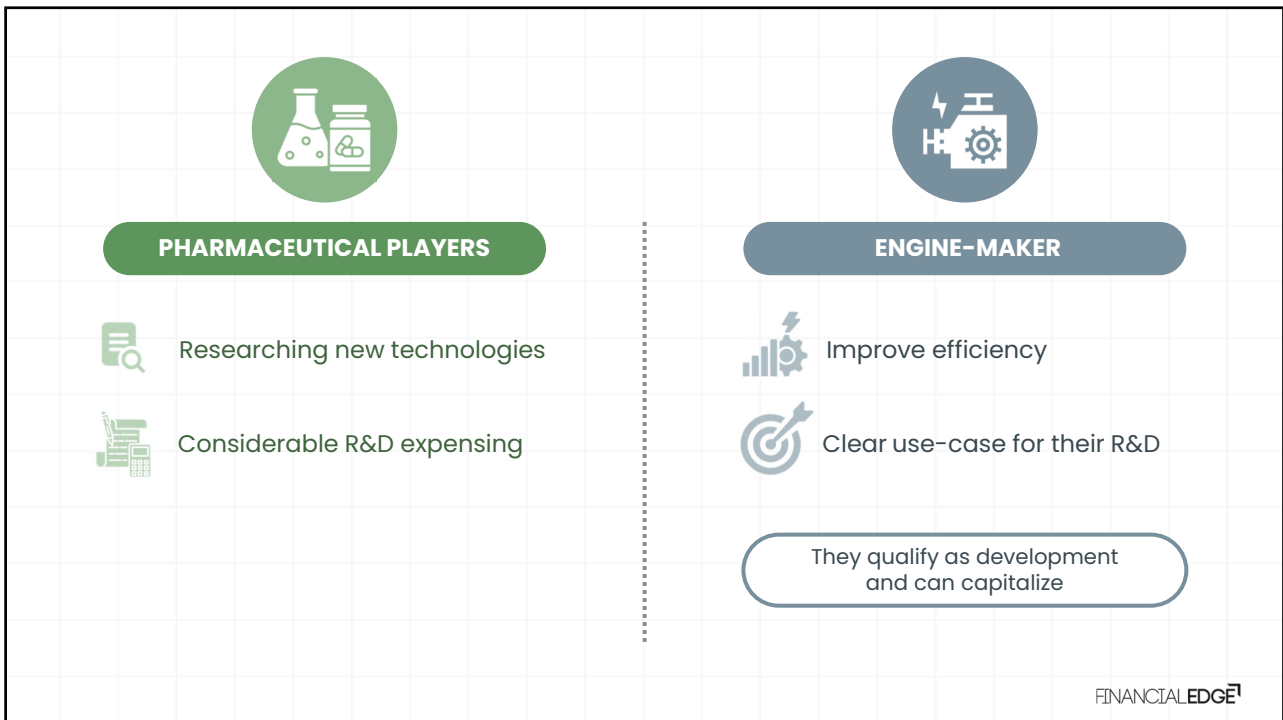 PHARMACEUTICAL PLAYERS
Researching new technologies
Considerable R&D expensing
ENGINE-MAKER
Improve efficiency
Clear use-case for their R&D
They qualify as development
and can capitalize
FINANCIALEDGE